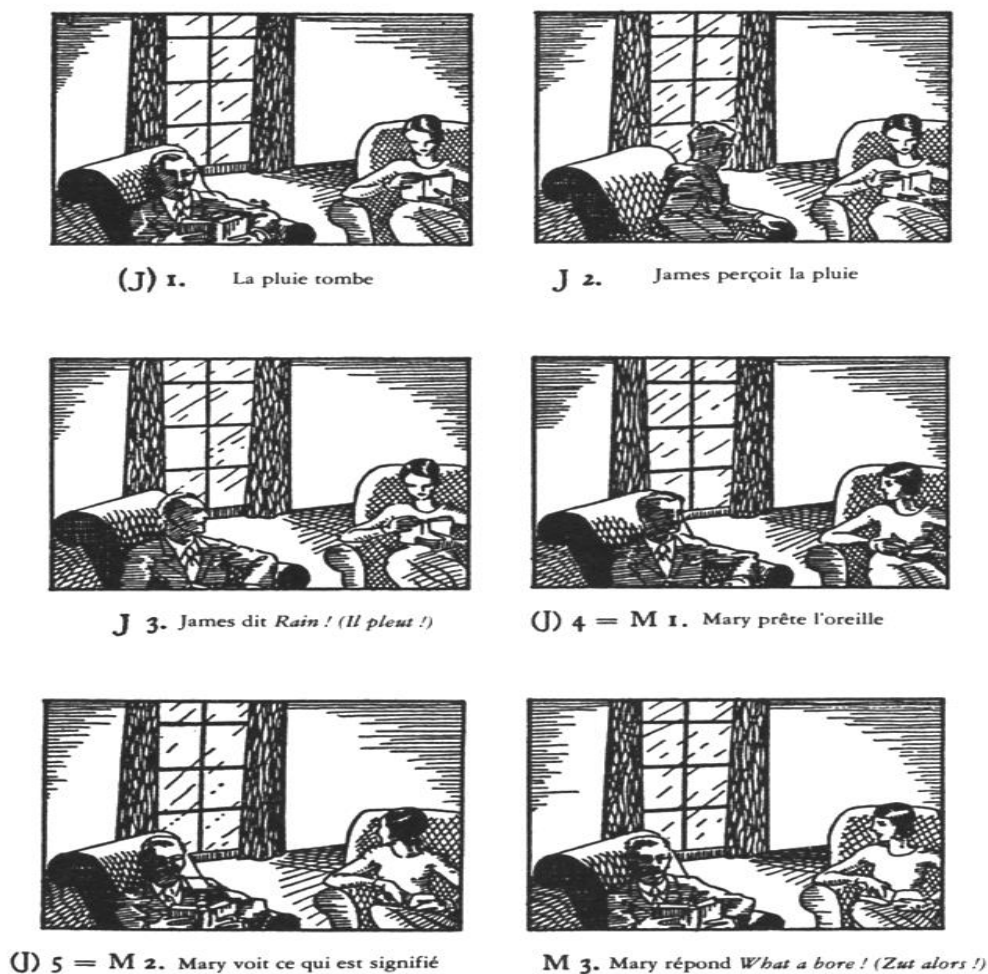 (J) 1. La pluie tombe
J 2. James perçoit la pluie
J 3. James dit Rain ! (Il pleut !)
(J) 4 = M 1. Mary prête l'oreille
(J) 5 = M 2. Mary voit ce qui est signifié
M 3. Mary répond What a bore ! (Zut alors !)